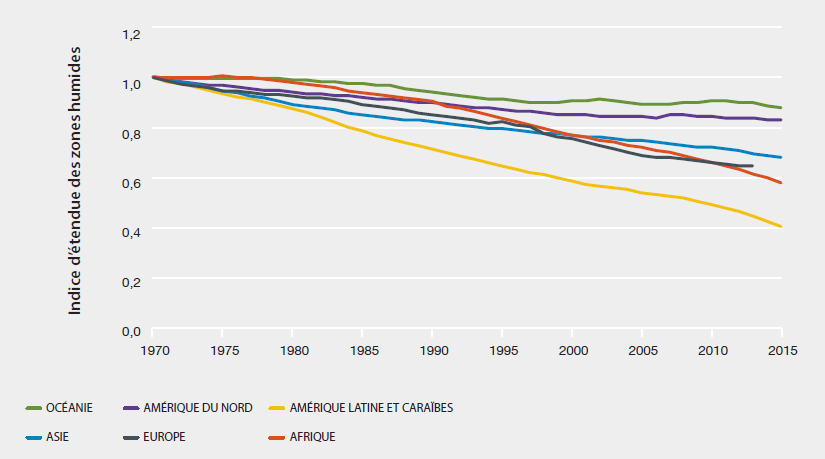 Indice d'étendue des zones humides
1,2
1,0
0,8
0,6
0,4
0,2
0,0
1970 1975 1980 1985 1990 1995 2000 2005 2010 2015
OCÉANIE AMÉRIQUE DU NORD AMÉRIQUE LATINE ET CARAÏBES
ASIE EUROPE AFRIQUE